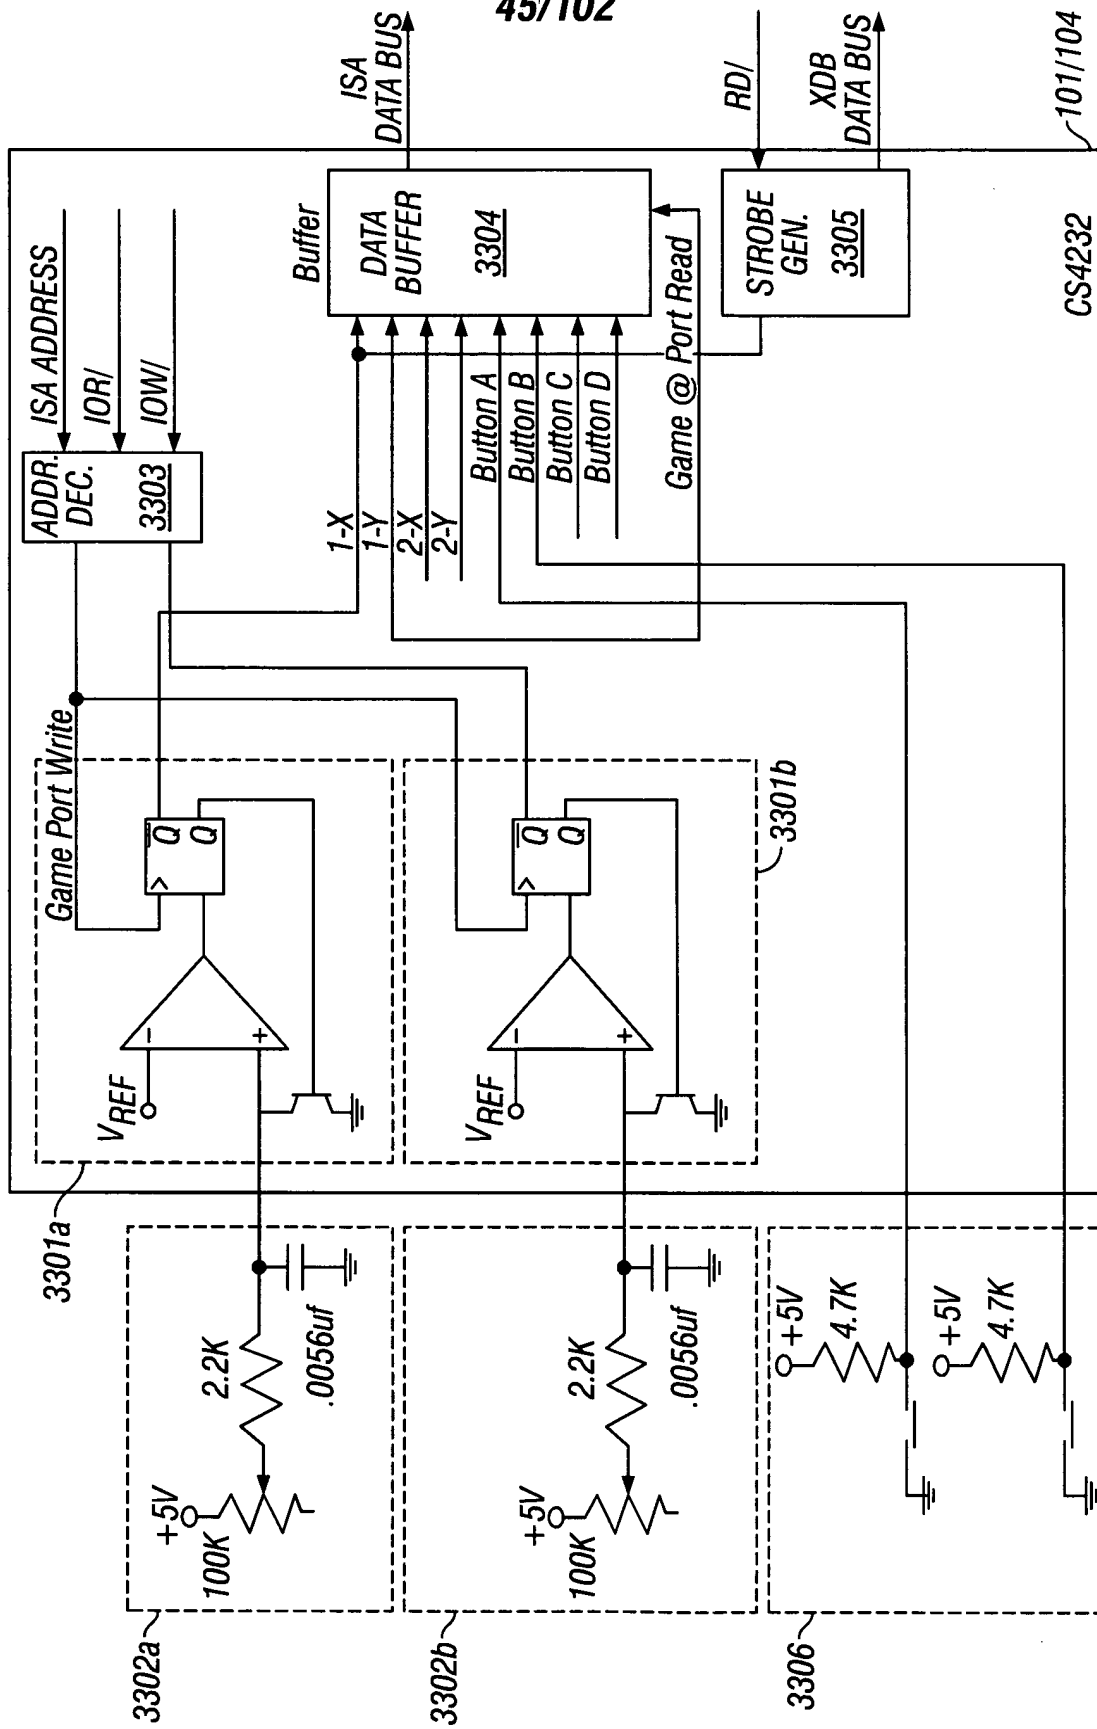 45/102
ISA
DATA BUS
RD/
XDB
DATA BUS
101/104
CS4232
ISA ADDRESS
IOR/
IOW/
ADDR.
DEC.
3303
Buffer
DATA
BUFFER
3304
STROBE
GEN.
3305
1-X
1-Y
2-X
2-Y
Button A
Button B
Button C
Button D
Game @ Port Read
Game Port Write
Q
Q
VREF
-
+
3301a
Q
Q
VREF
-
+
3301b
+5V
100K
2.2K
.0056uf
3302a
+5V
100K
2.2K
.0056uf
3302b
+5V
4.7K
+5V
4.7K
3306